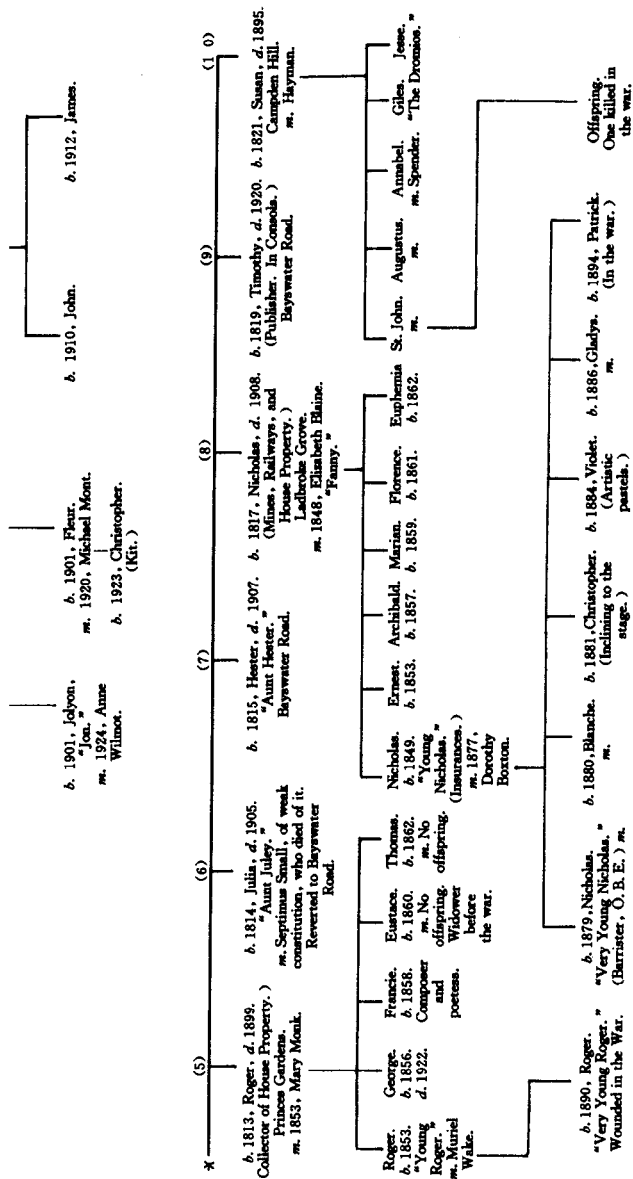 b. 1910, John.
b. 1912, James.
b. 1901, Jolyon,
"Jon."
m. 1924, Anne
Wilmot.
b. 1901, Fleur.
m. 1920, Michael Mont.
b. 1923, Christopher.
(Kit.)
*
(5)
(6)
(7)
(8)
(9)
(1 0)
b. 1813, Roger, d. 1899.
Collector of House Property.)
Princes Gardens.
m. 1853, Mary Monk.
b. 1814, Julia, d. 1905.
"Aunt Juley."
m. Septimus Small, of weak
constitution, who died of it.
Reverted to Bayswater
Road.
b. 1815, Hester, d. 1907.
"Aunt Hester."
Bayswater Road.
b. 1817, Nicholas, d. 1908.
(Mines, Railways, and
House Property.)
Ladbroke Grove.
m. 1848, Elisabeth Blaine.
"Fanny."
b. 1819, Timothy, d. 1920.
(Publisher. In Consols.)
Bayswater Road.
b. 1821, Susan, d. 1895.
Campden Hill.
m. Hayman.
Roger.
b. 1853.
"Young
Roger."
m. Muriel
Wake.
George.
b. 1856.
d. 1922.
Francie.
b. 1858.
Composer
and
poetess.
Eustace.
b. 1860.
m. No
offspring.
Widower
before
the war.
Thomas.
b. 1862.
m. No
offspring.
Nicholas.
b. 1849.
"Young
Nicholas."
(Insurances.)
m. 1877,
Dorothy
Boxton.
Ernest.
b. 1853.
Archibald.
b. 1857.
Marian.
b. 1859.
Florence.
b. 1861.
Euphemia
b. 1862.
St. John.
m.
Augustus.
m.
Annabel.
m. Spender.
Giles. Jesse.
"The Dromios."
b. 1890, Roger.
"Very Young Roger."
Wounded in the War.
b. 1879, Nicholas.
"Very Young Nicholas."
(Barrister, O. B. E.) m.
b. 1880, Blanche.
m.
b. 1881, Christopher.
(Inclining to the
stage.)
b. 1884, Violet.
(Artistic
pastels.)
b. 1886, Gladys.
m.
b. 1894, Patrick.
(In the war.)
Offspring.
One killed in
the war.